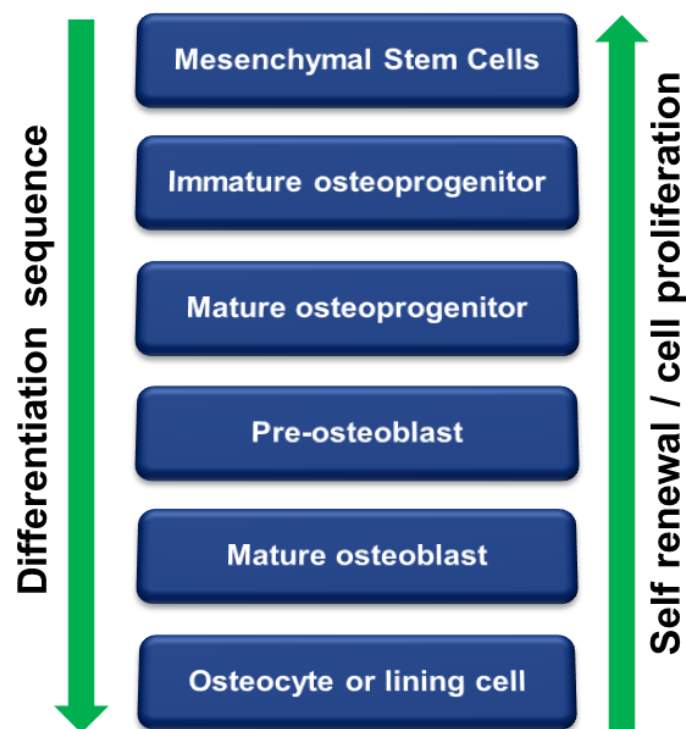 Differentiation sequence
Mesenchymal Stem Cells
Immature osteoprogenitor
Mature osteoprogenitor
Pre-osteoblast
Mature osteoblast
Osteocyte or lining cell
Self renewal / cell proliferation